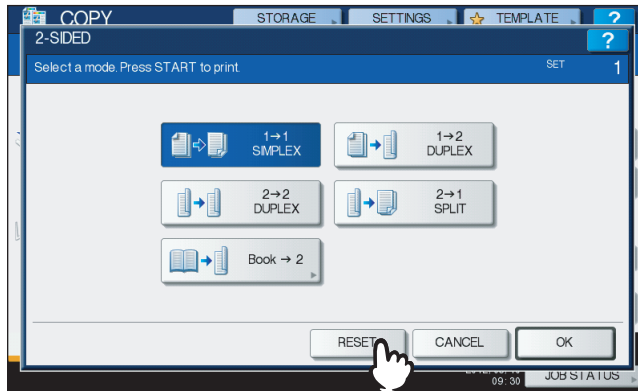 COPY STORAGE SETTINGS TEMPLATE ?
2-SIDED ?
Select a mode. Press START to print. SET 1
1→1 SIMPLEX
1→2 DUPLEX
2→2 DUPLEX
2→1 SPLIT
Book → 2
RESET CANCEL OK
09:30 JOB STATUS